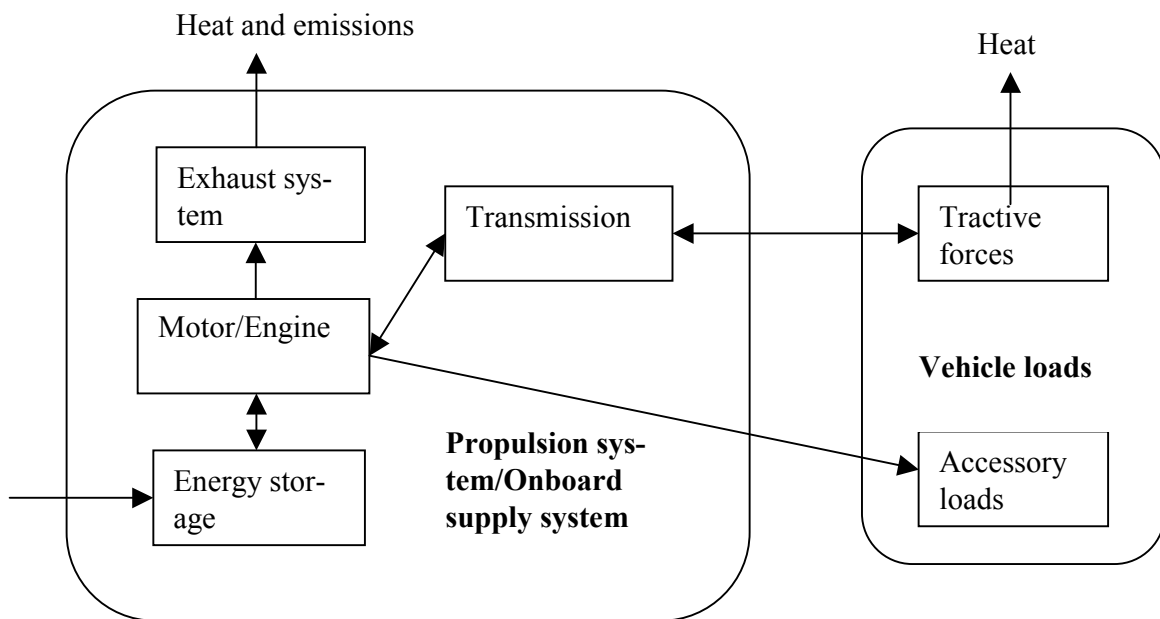 Heat and emissions
Heat
Exhaust sys-
tem
Transmission
Tractive
forces
Motor/Engine
Vehicle loads
Propulsion sys-
tem/Onboard
supply system
Energy stor-
age
Accessory
loads